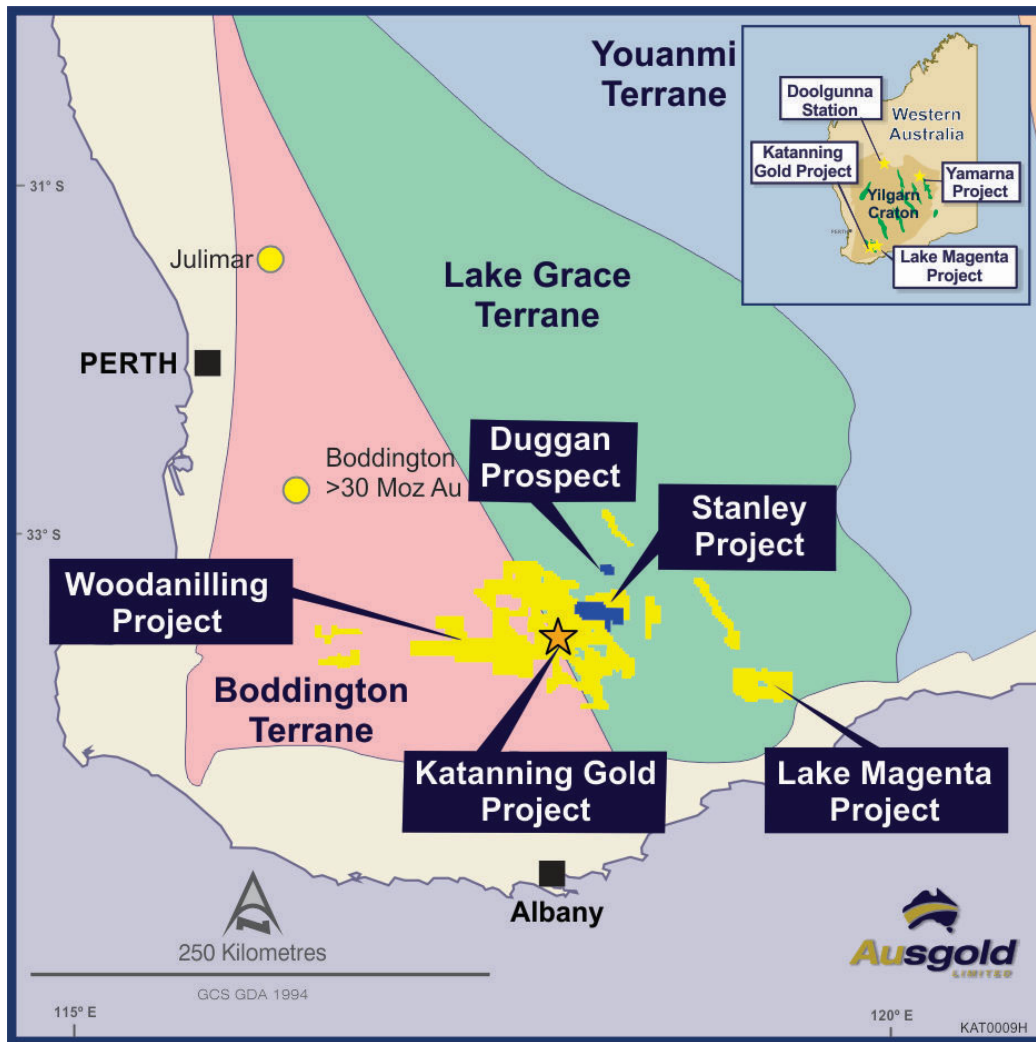 Youanmi
Terrane
Doolgunna
Station
Western
Australia
Katanning
Gold Project
Yilgarn
Craton
Yamarna
Project
PERTH
Lake Magenta
Project
31° S
Julimar
Lake Grace
Terrane
PERTH
Boddington
>30 Moz Au
Duggan
Prospect
33° S
Stanley
Project
Woodanilling
Project
Boddington
Terrane
Katanning Gold
Project
Lake Magenta
Project
Albany
N
250 Kilometres
GCS GDA 1994
Ausgold
LIMITED
115° E
120° E
KAT0009H